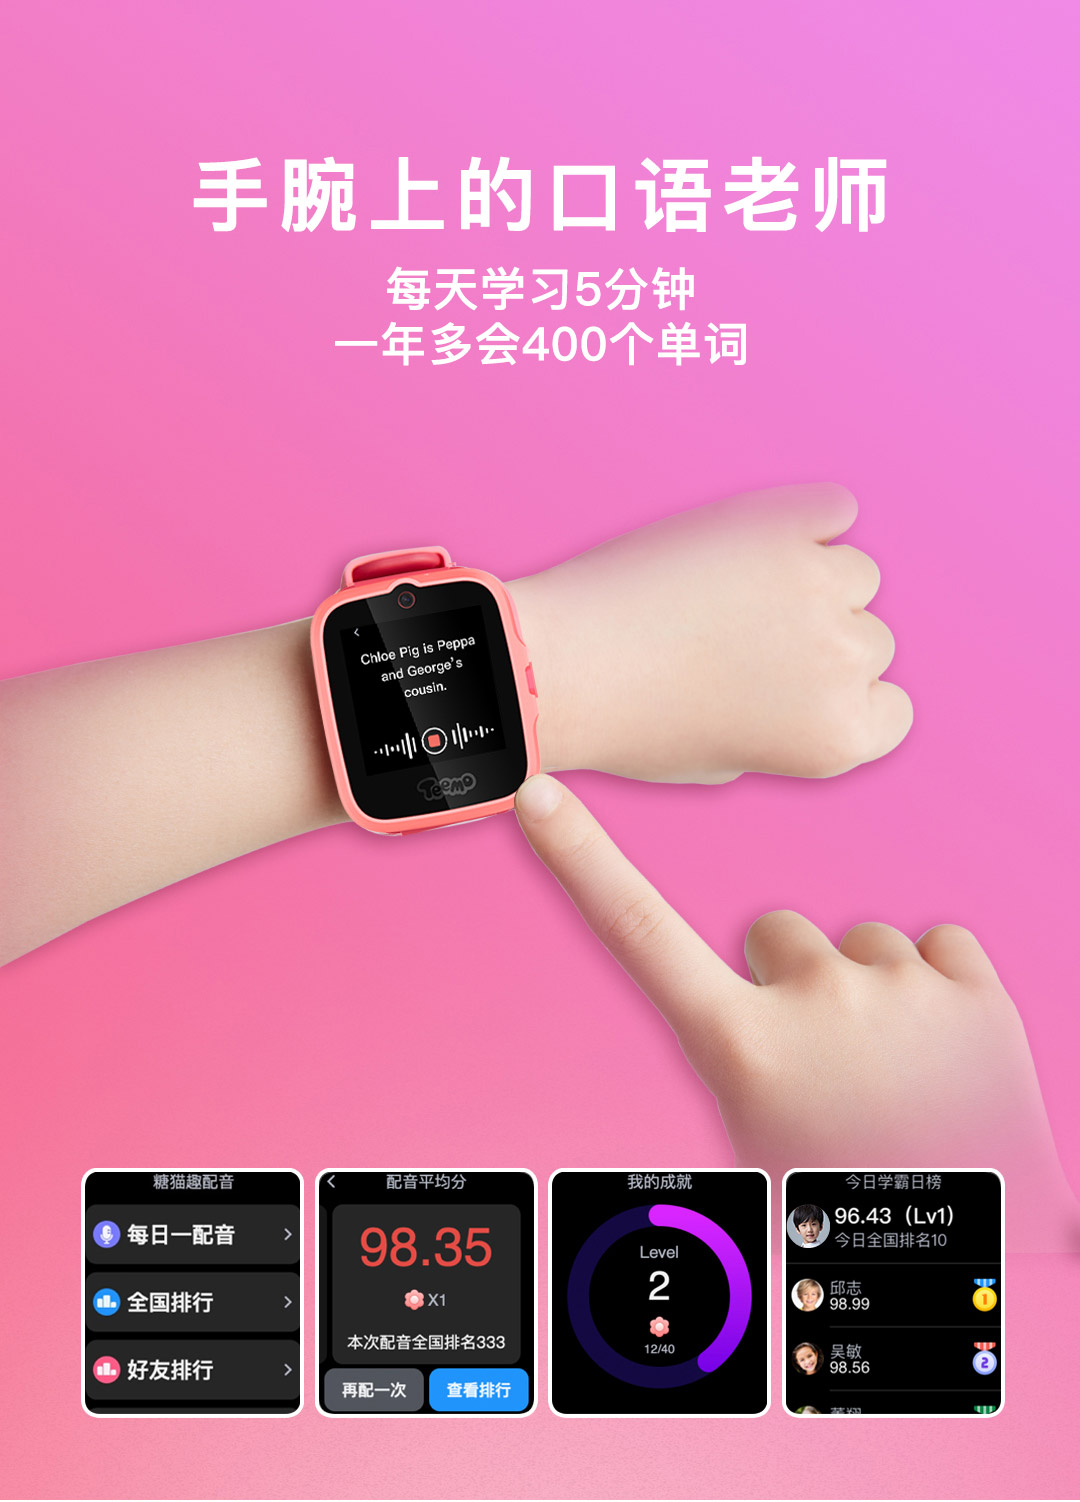 手腕上的口语老师
每天学习5分钟
一年多会400个单词
Chloe Pig is Peppa
and George's
cousin.
Teemo
糖猫趣配音
每日一配音
全国排行
好友排行
配音平均分
98.35
X1
本次配音全国排名333
再配一次
查看排行
我的成就
Level
2
12/40
今日学霸日榜
96.43（Lv1）
今日全国排名10
邱志
98.99
1
吴敏
98.56
2